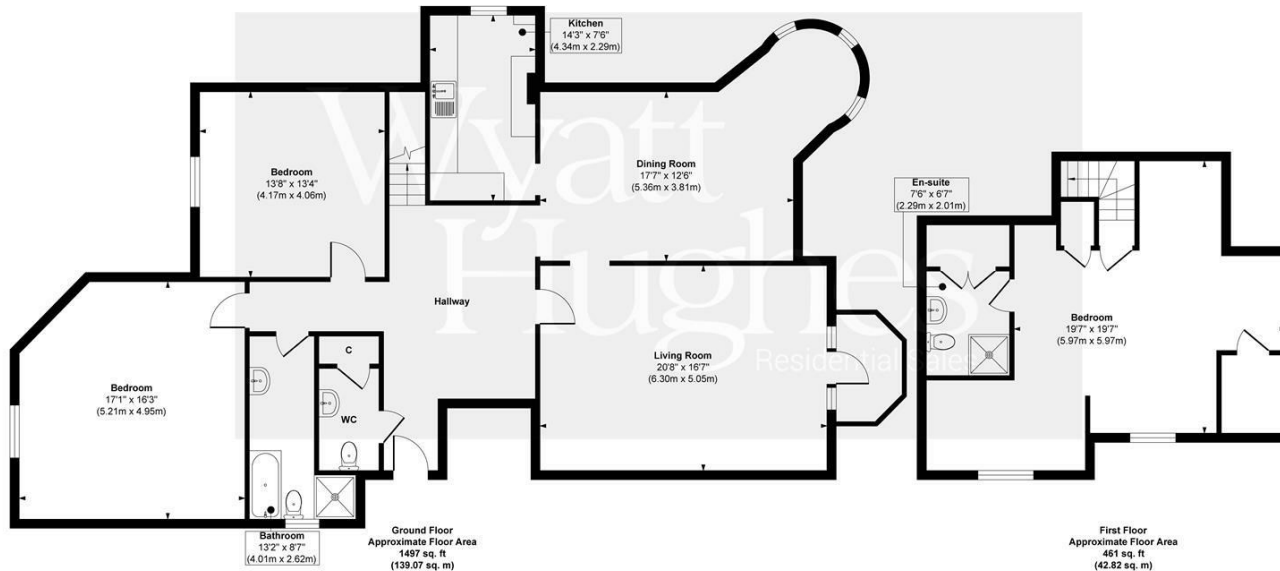 Kitchen
14'3" x 7'6"
(4.34m x 2.29m)
Bedroom
13'8" x 13'4"
(4.17m x 4.06m)
Dining Room
17'7" x 12'6"
(5.36m x 3.81m)
En-suite
7'6" x 6'7"
(2.29m x 2.01m)
Wyatt
Hughes
Residential Sales
Hallway
Bedroom
19'7" x 19'7"
(5.97m x 5.97m)
C
Living Room
20'8" x 16'7"
(6.30m x 5.05m)
Bedroom
17'1" x 16'3"
(5.21m x 4.95m)
WC
Bathroom
13'2" x 8'7"
(4.01m x 2.62m)
Ground Floor
Approximate Floor Area
1497 sq. ft
(139.07 sq. m)
First Floor
Approximate Floor Area
461 sq. ft
(42.82 sq. m)